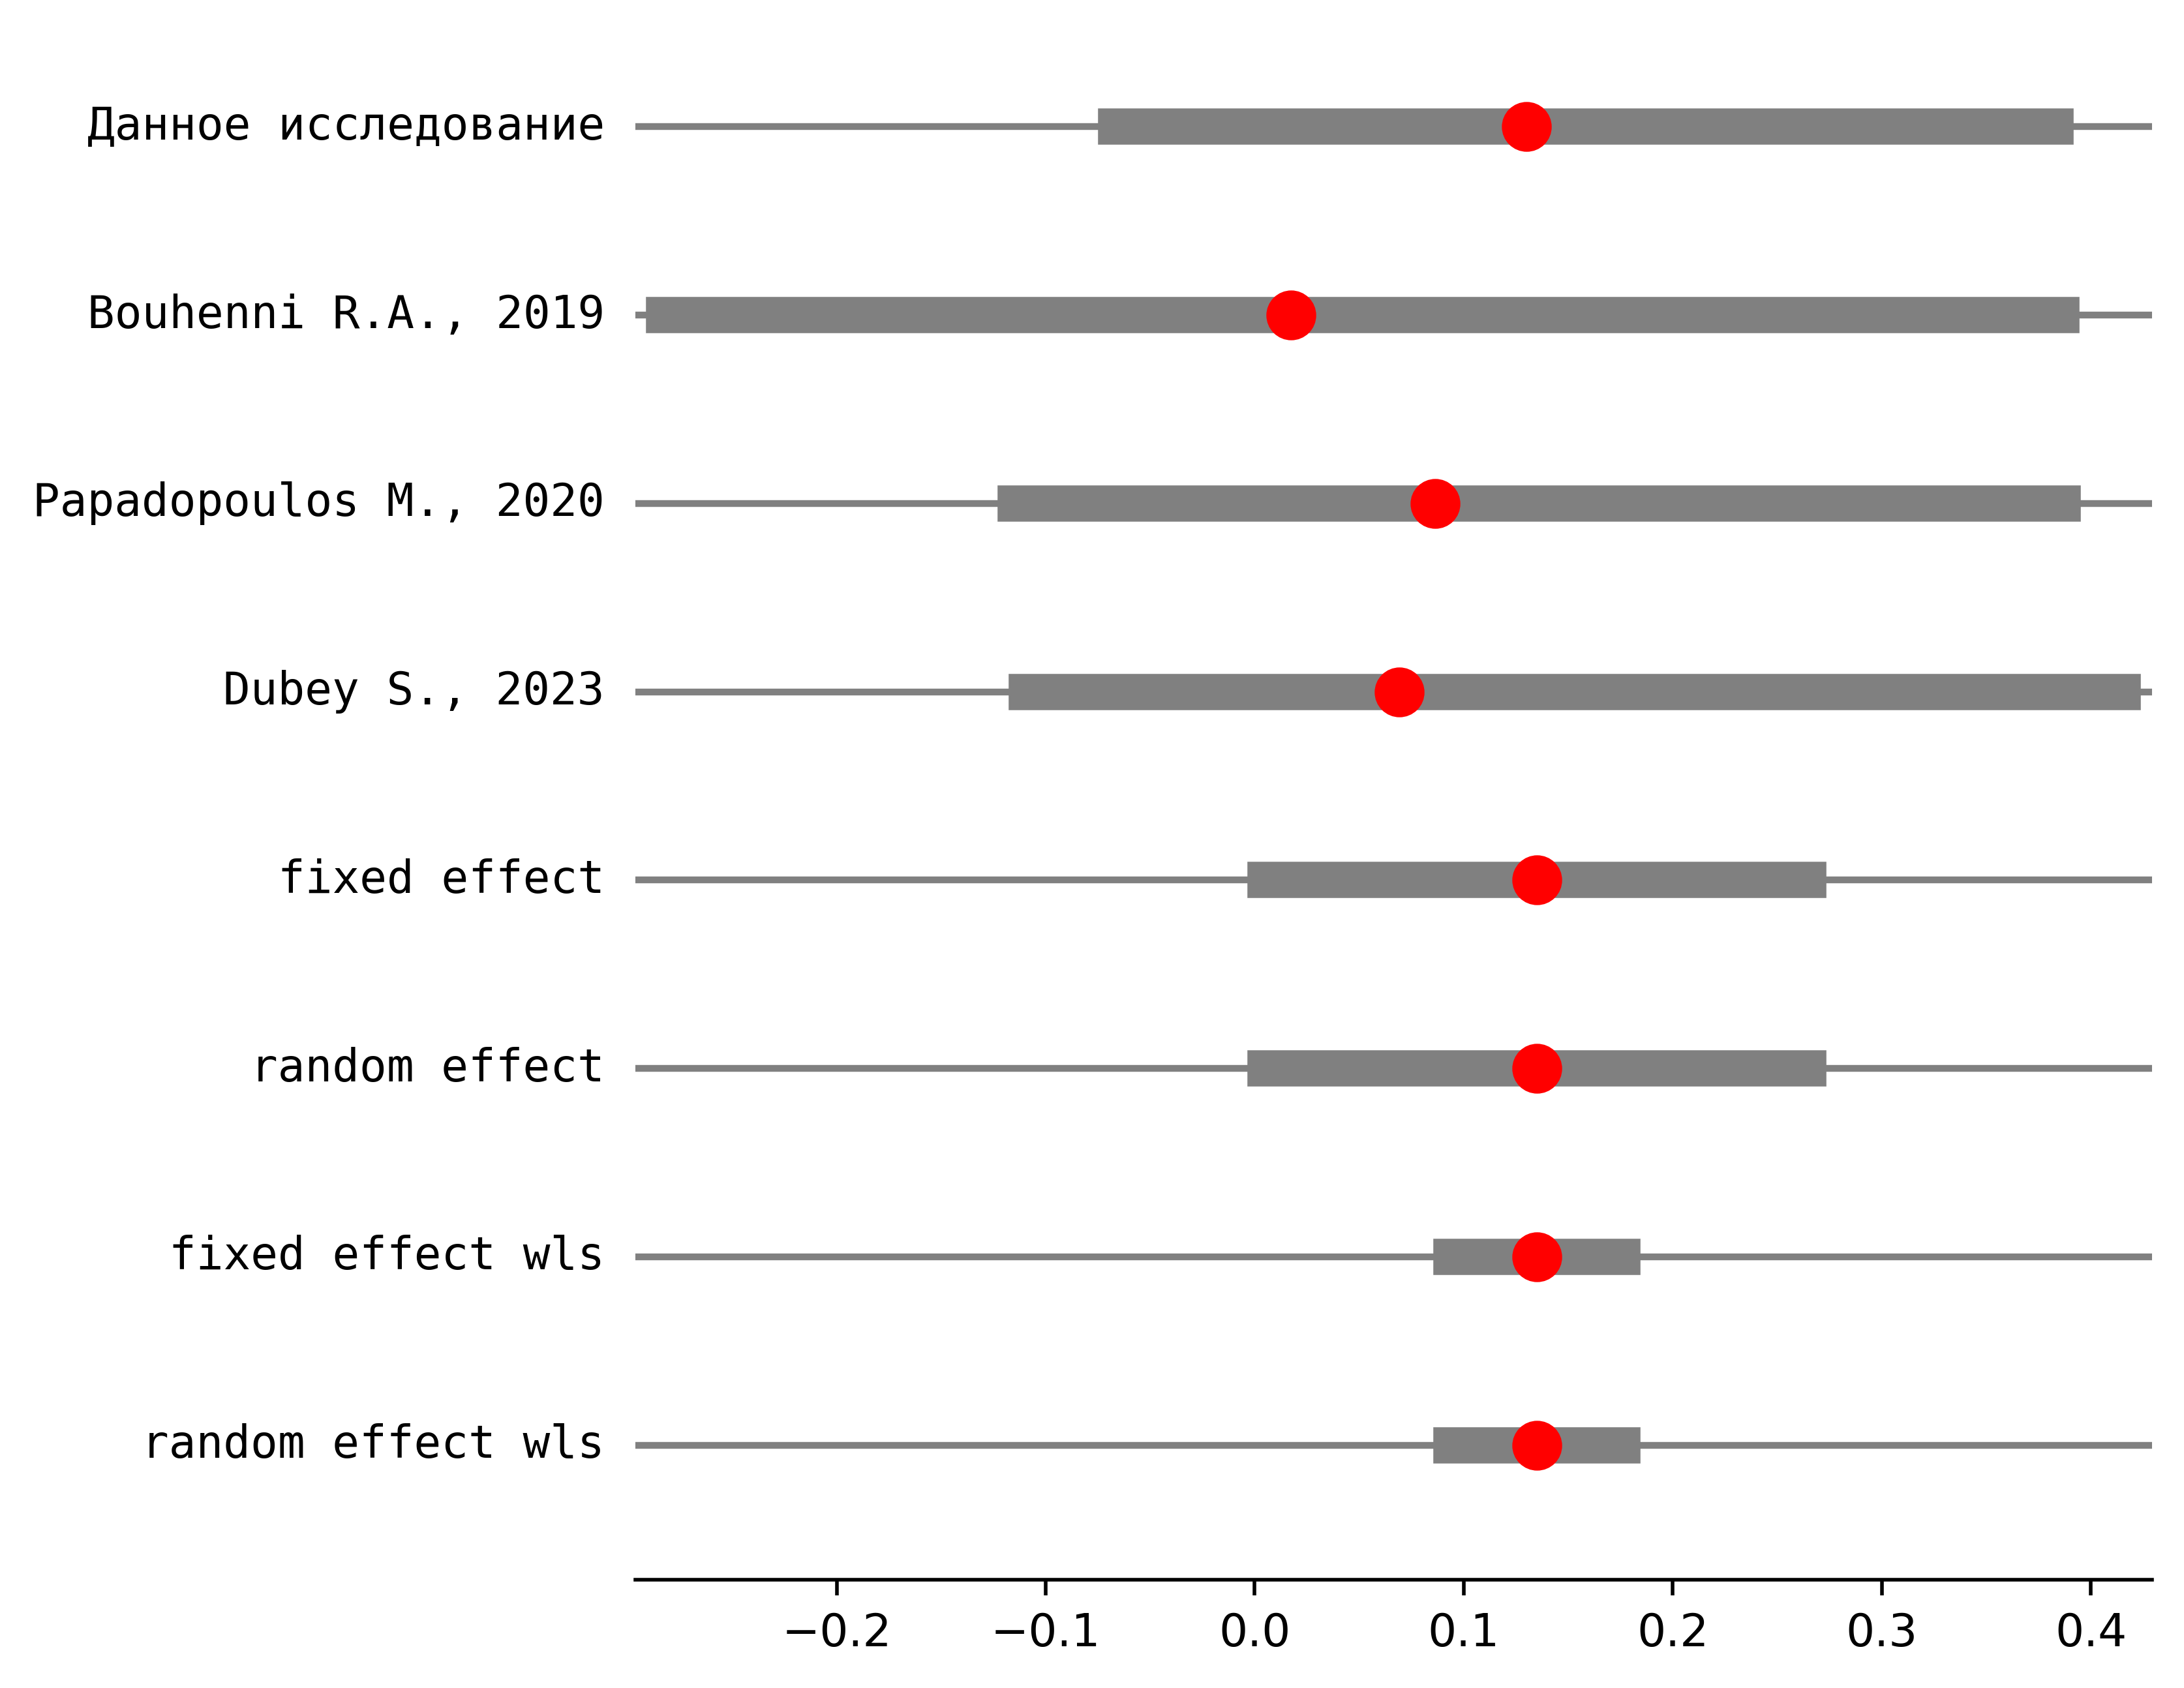 Данное исследование
Bouhenni R.A., 2019
Papadopoulos M., 2020
Dubey S., 2023
fixed effect
random effect
fixed effect wls
random effect wls
−0.2 −0.1 0.0 0.1 0.2 0.3 0.4